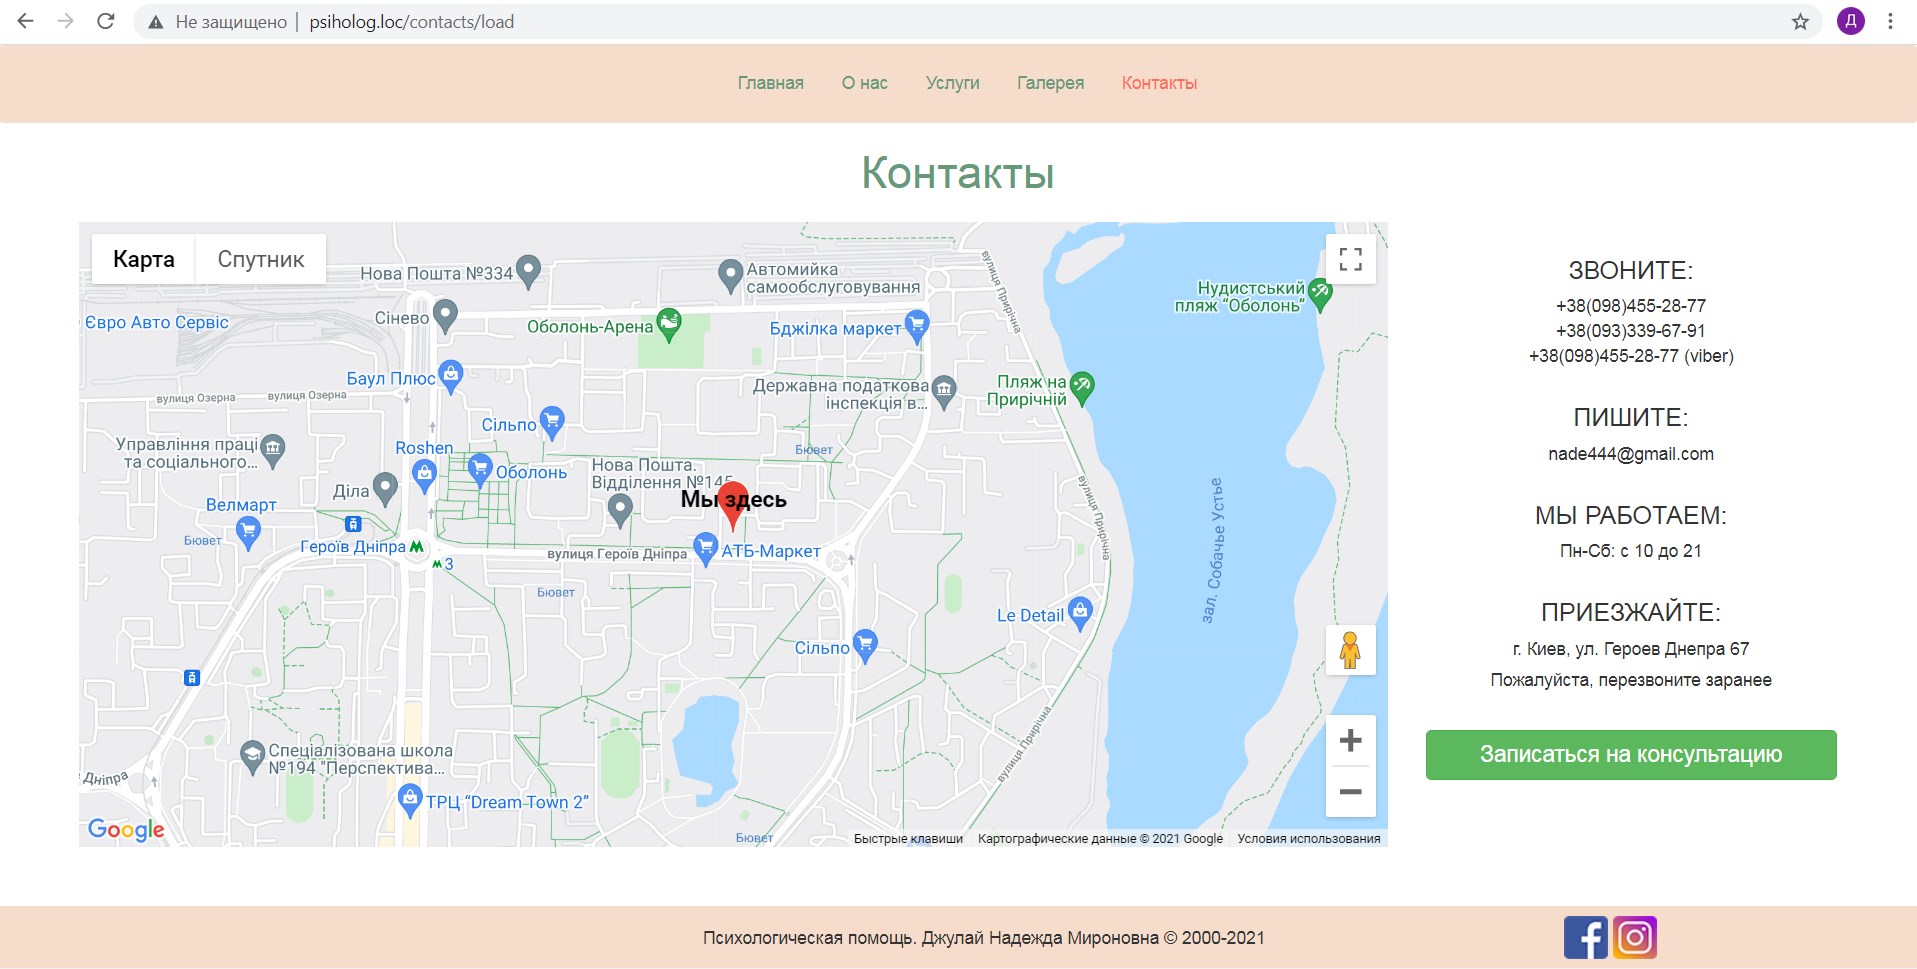 Не защищено | psiholog.loc/contacts/load
Д
Главная О нас Услуги Галерея Контакты
Контакты
Карта Спутник
Нова Пошта №334
Автомийка
самообслуговування
Нудистський
пляж “Оболонь”
Євро Авто Сервіс
Сінево
Оболонь-Арена
Бджілка маркет
вулиця Прирічна
Баул Плюс
Державна податкова
інспекція в...
Пляж на
Прирічній
вулиця Озерна
вулиця Озерна
Сільпо
Управління праці
та соціального...
Roshen
Оболонь
Нова Пошта.
Відділення №145
Бювет
Діла
Мы здесь
вулиця Прирічна
зал. Собачье Устье
Велмарт
Бювет
Героїв Дніпра
3
вулиця Героїв Дніпра
АТБ-Маркет
Бювет
Le Detail
Сільпо
вулиця Прирічна
Спеціалізована школа
№194 "Перспектива...
Дніпра
ТРЦ “Dream Town 2”
Бювет
Google
Быстрые клавиши Картографические данные © 2021 Google Условия использования
ЗВОНИТЕ:
+38(098)455-28-77
+38(093)339-67-91
+38(098)455-28-77 (viber)
ПИШИТЕ:
nade444@gmail.com
МЫ РАБОТАЕМ:
Пн-Сб: с 10 до 21
ПРИЕЗЖАЙТЕ:
г. Киев, ул. Героев Днепра 67
Пожалуйста, перезвоните заранее
Записаться на консультацию
Психологическая помощь. Джулай Надежда Мироновна © 2000-2021